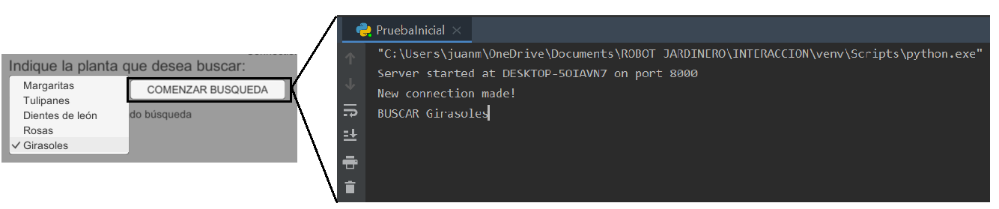 Indique la planta que desea buscar:
Margaritas
Tulipanes
Dientes de león
Rosas
✓ Girasoles
COMENZAR BUSQUEDA
do búsqueda
PruebaInicial ×
"C:\Users\juanm\OneDrive\Documents\ROBOT JARDINERO\INTERACCION\venv\Scripts\python.exe"
Server started at DESKTOP-5OIAVN7 on port 8000
New connection made!
BUSCAR Girasoles